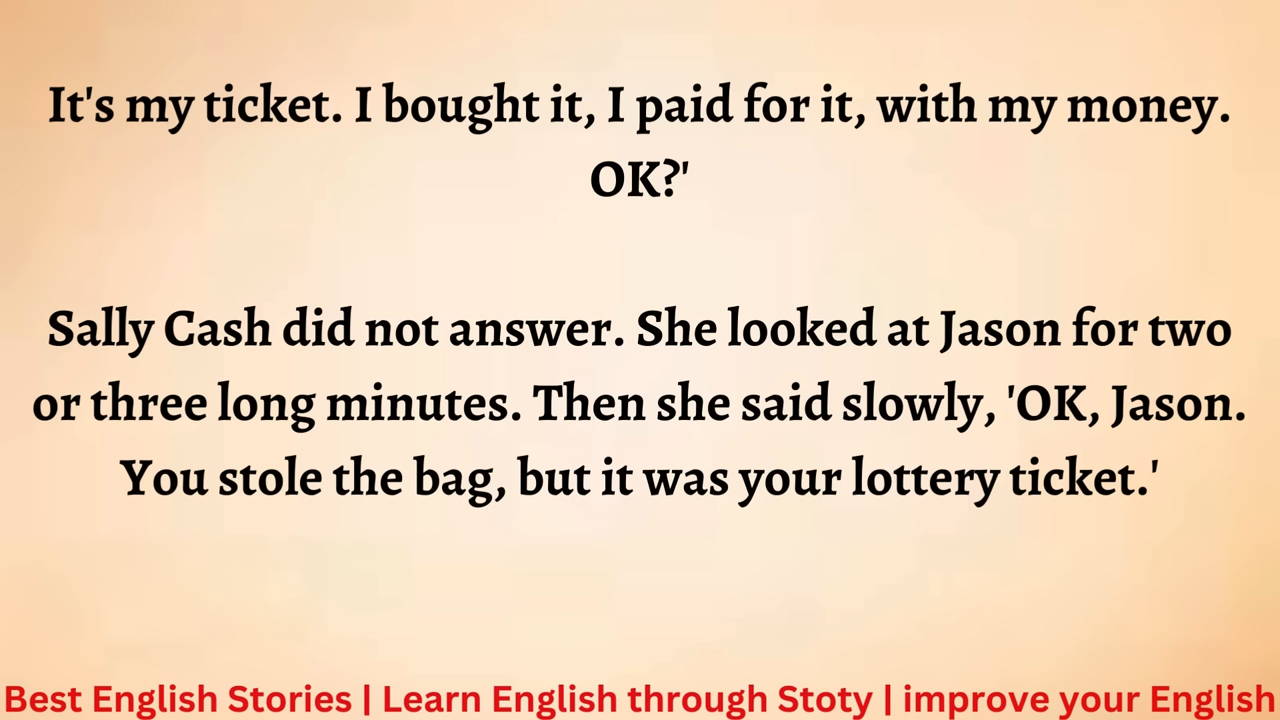 It's my ticket. I bought it, I paid for it, with my money.
OK?'
Sally Cash did not answer. She looked at Jason for two
or three long minutes. Then she said slowly, 'OK, Jason.
You stole the bag, but it was your lottery ticket.'
Best English Stories | Learn English through Stoty | improve your English